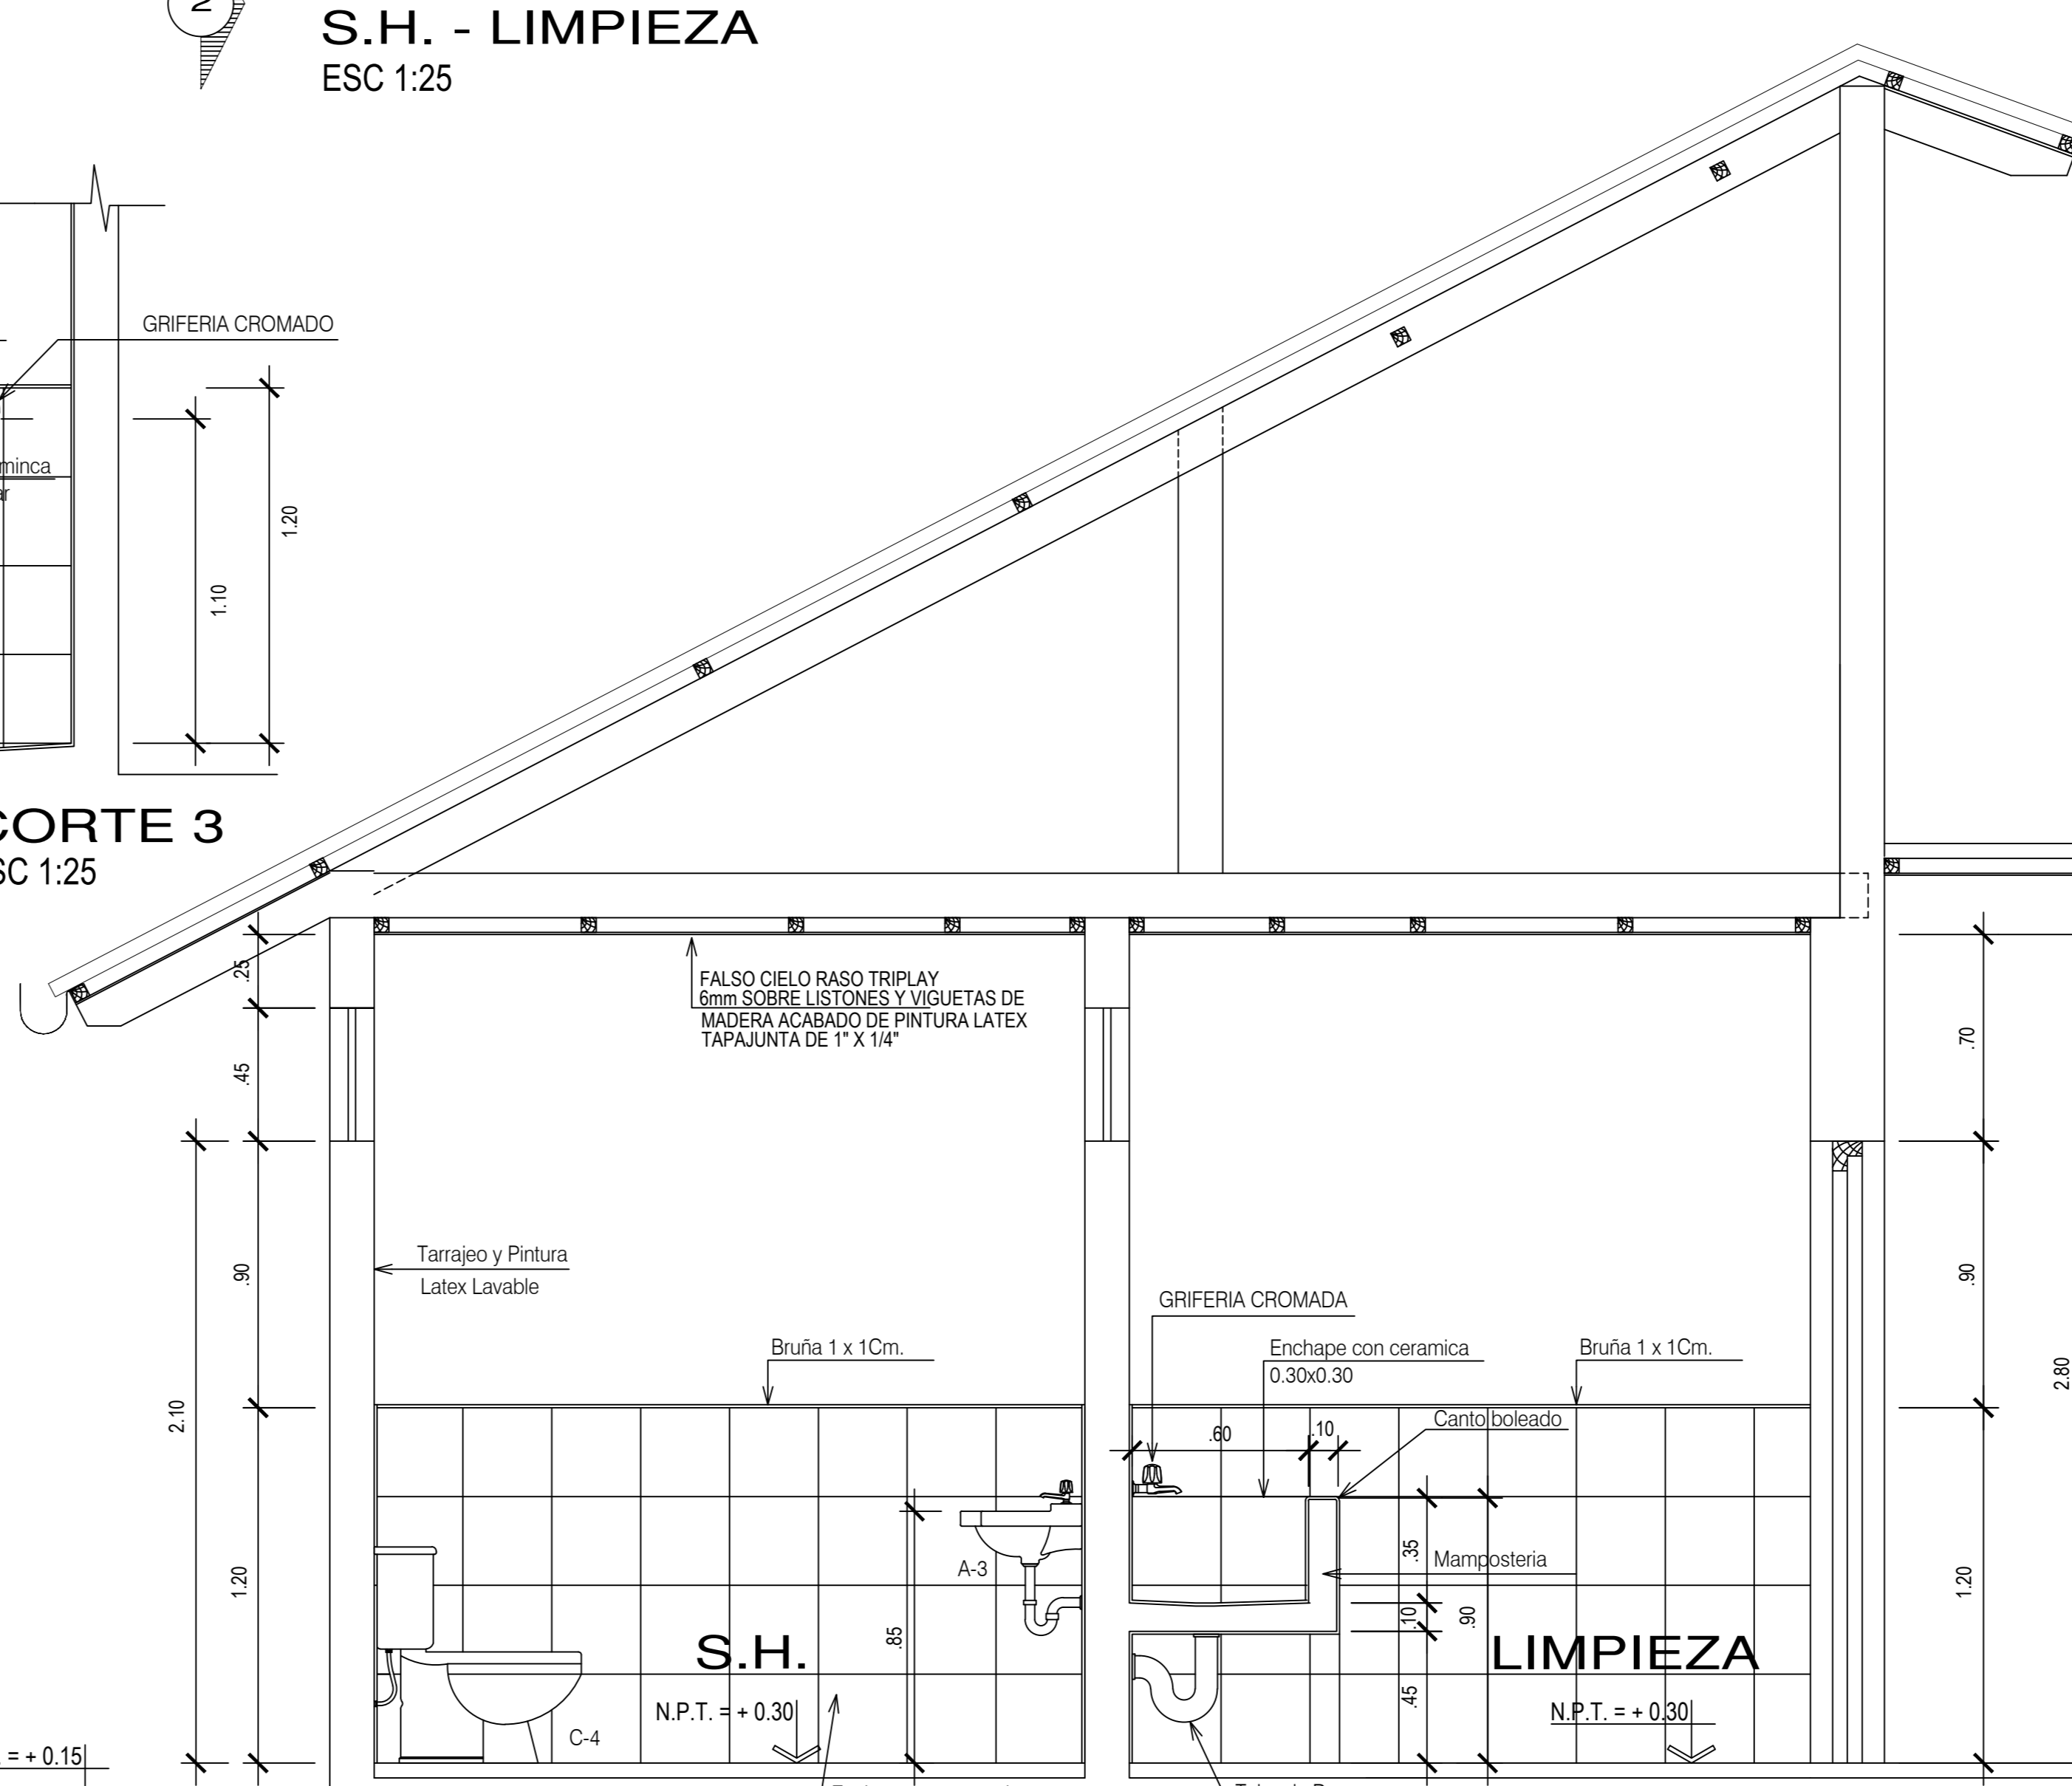 2
S.H. - LIMPIEZA
ESC 1:25
GRIFERIA CROMADO
1.20
1.10
CORTE 3
1:25
.25
FALSO CIELO RASO TRIPLAY
6mm SOBRE LISTONES Y VIGUETAS DE
MADERA ACABADO DE PINTURA LATEX
TAPAJUNTA DE 1" X 1/4"
.70
.45
Tarrajeo y Pintura
Latex Lavable
.90
.90
GRIFERIA CROMADA
Bruña 1 x 1Cm.
Enchape con ceramica
0.30x0.30
Bruña 1 x 1Cm.
2.80
2.10
Canto boleado
.60
.10
.35
Mamposteria
A-3
1.20
1.20
.85
.10
.90
S.H.
LIMPIEZA
.45
N.P.T. = + 0.30
N.P.T. = + 0.30
C-4
= + 0.15